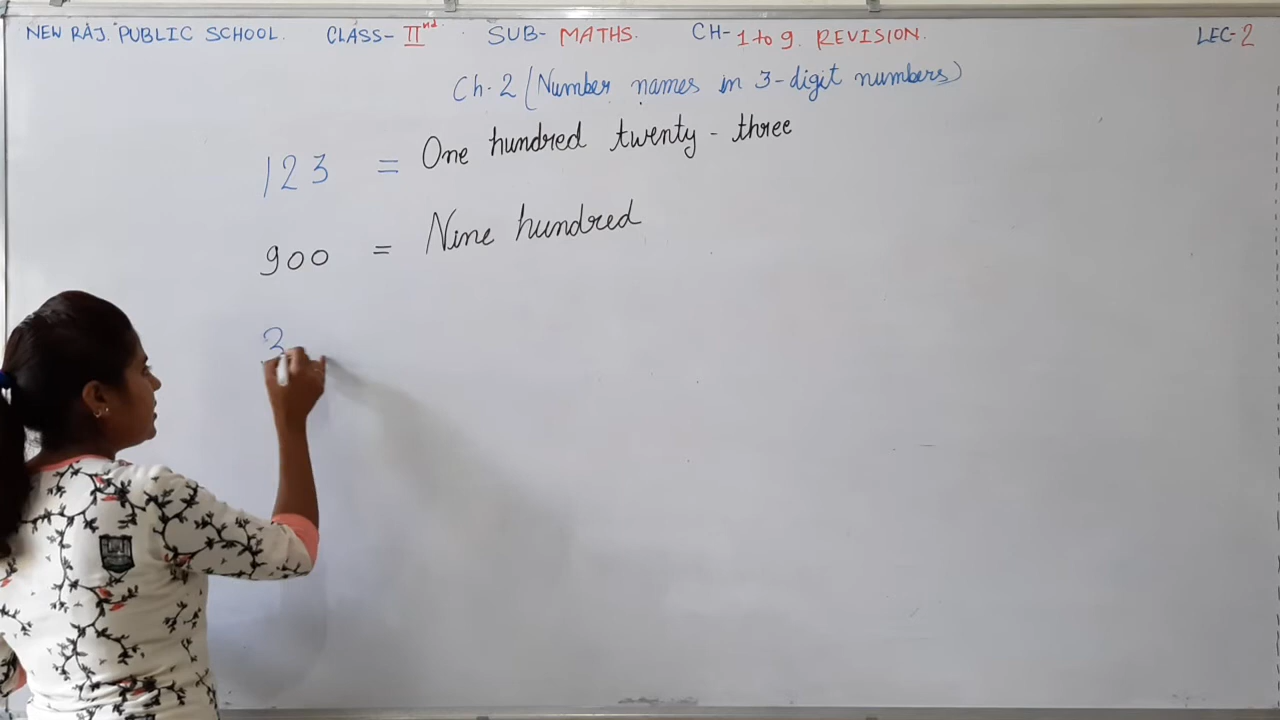 NEW RAJ. PUBLIC SCHOOL. CLASS- IInd. SUB- MATHS. CH- 1 to 9. REVISION. LEC- 2
Ch. 2 (Number names in 3-digit numbers)
123 = One hundred twenty-three
900 = Nine hundred
3